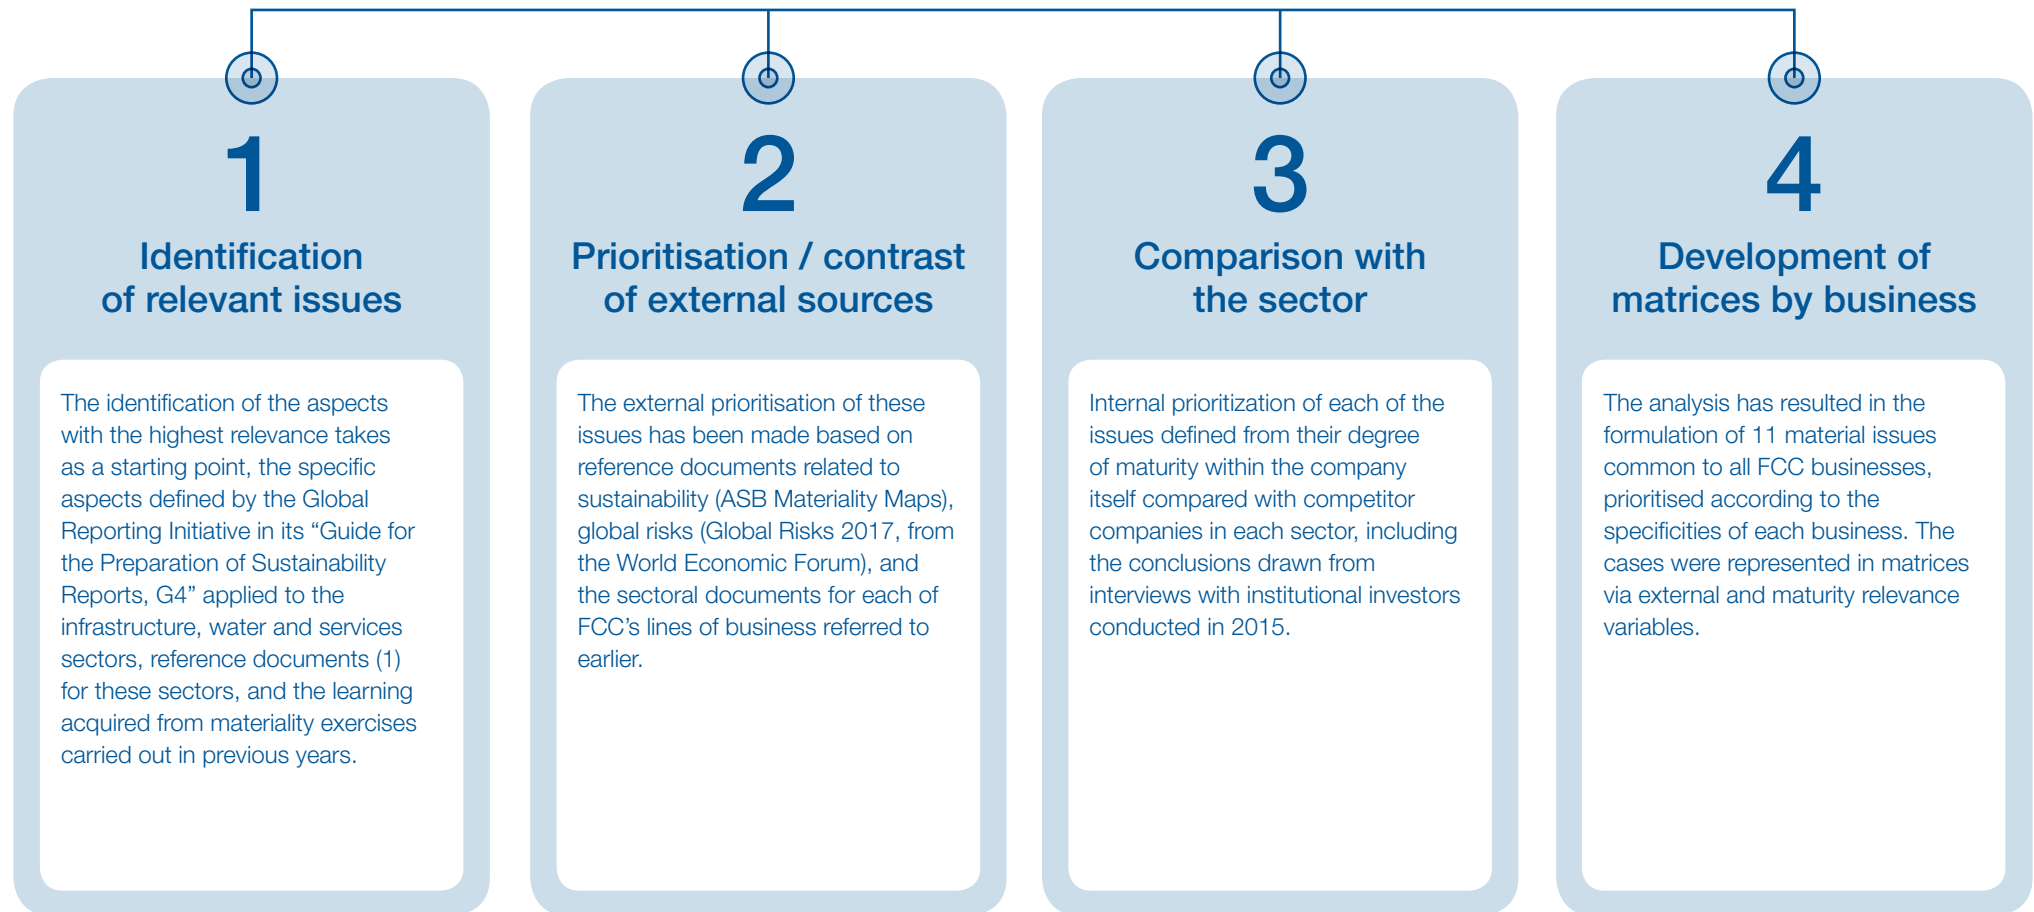 1
Identification
of relevant issues
The identification of the aspects
with the highest relevance takes
as a starting point, the specific
aspects defined by the Global
Reporting Initiative in its “Guide for
the Preparation of Sustainability
Reports, G4” applied to the
infrastructure, water and services
sectors, reference documents (1)
for these sectors, and the learning
acquired from materiality exercises
carried out in previous years.
2
Prioritisation / contrast
of external sources
The external prioritisation of these
issues has been made based on
reference documents related to
sustainability (ASB Materiality Maps),
global risks (Global Risks 2017, from
the World Economic Forum), and
the sectoral documents for each of
FCC’s lines of business referred to
earlier.
3
Comparison with
the sector
Internal prioritization of each of the
issues defined from their degree
of maturity within the company
itself compared with competitor
companies in each sector, including
the conclusions drawn from
interviews with institutional investors
conducted in 2015.
4
Development of
matrices by business
The analysis has resulted in the
formulation of 11 material issues
common to all FCC businesses,
prioritised according to the
specificities of each business. The
cases were represented in matrices
via external and maturity relevance
variables.